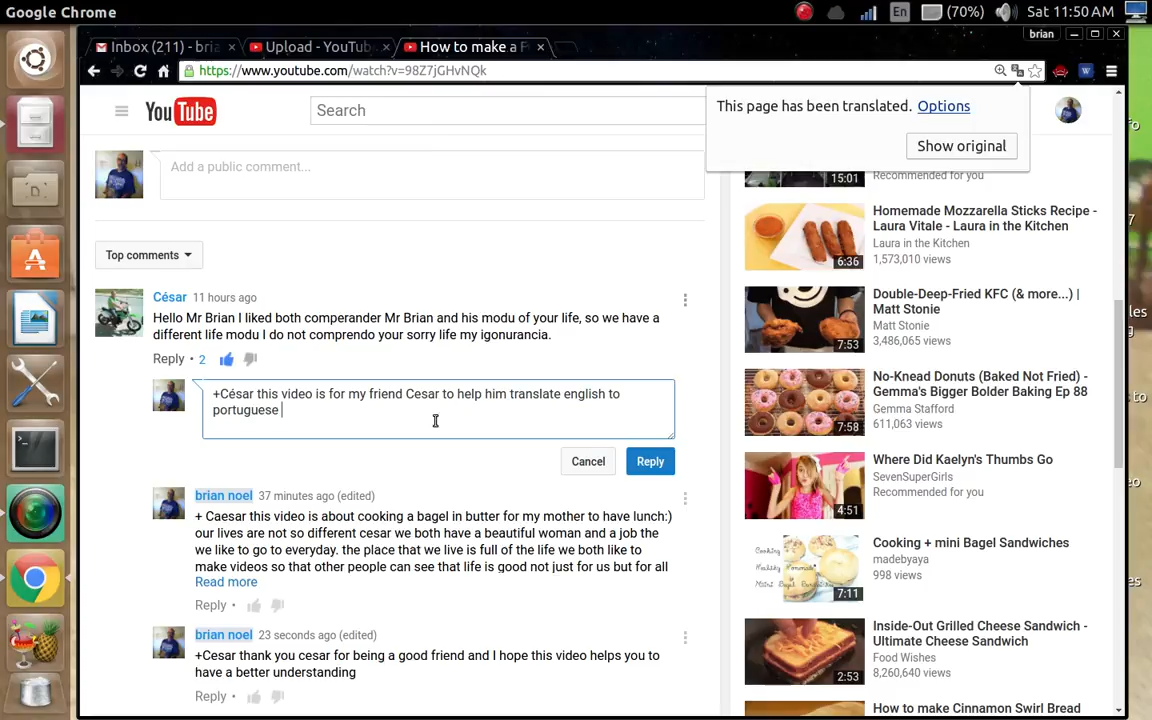 Google Chrome
En
(70%)
Sat 11:50 AM
Inbox (211) - bria
Upload - YouTub
How to make a F
brian
https://www.youtube.com/watch?v=98Z7jGHvNQk
W
This page has been translated. Options
Show original
YouTube
Search
Add a public comment...
Top comments
César 11 hours ago
Hello Mr Brian I liked both comperander Mr Brian and his modu of your life, so we have a
different life modu I do not comprendo your sorry life my igonurancia.
Reply • 2
+César this video is for my friend Cesar to help him translate english to
portuguese
Cancel
Reply
brian noel 37 minutes ago (edited)
+ Caesar this video is about cooking a bagel in butter for my mother to have lunch:)
our lives are not so different cesar we both have a beautiful woman and a job the
we like to go to everyday. the place that we live is full of the life we both like to
make videos so that other people can see that life is good not just for us but for all
Read more
Reply •
brian noel 23 seconds ago (edited)
+Cesar thank you cesar for being a good friend and I hope this video helps you to
have a better understanding
Reply •
15:01
Recommended for you
Homemade Mozzarella Sticks Recipe -
Laura Vitale - Laura in the Kitchen
Laura in the Kitchen
1,573,010 views
6:36
Double-Deep-Fried KFC (& more...) |
Matt Stonie
Matt Stonie
3,486,065 views
7:53
No-Knead Donuts (Baked Not Fried) -
Gemma's Bigger Bolder Baking Ep 88
Gemma Stafford
611,063 views
7:58
Where Did Kaelyn's Thumbs Go
SevenSuperGirls
Recommended for you
4:51
Cooking + mini Bagel Sandwiches
madebyaya
998 views
7:11
Inside-Out Grilled Cheese Sandwich -
Ultimate Cheese Sandwich
Food Wishes
8,260,640 views
2:53
How to make Cinnamon Swirl Bread